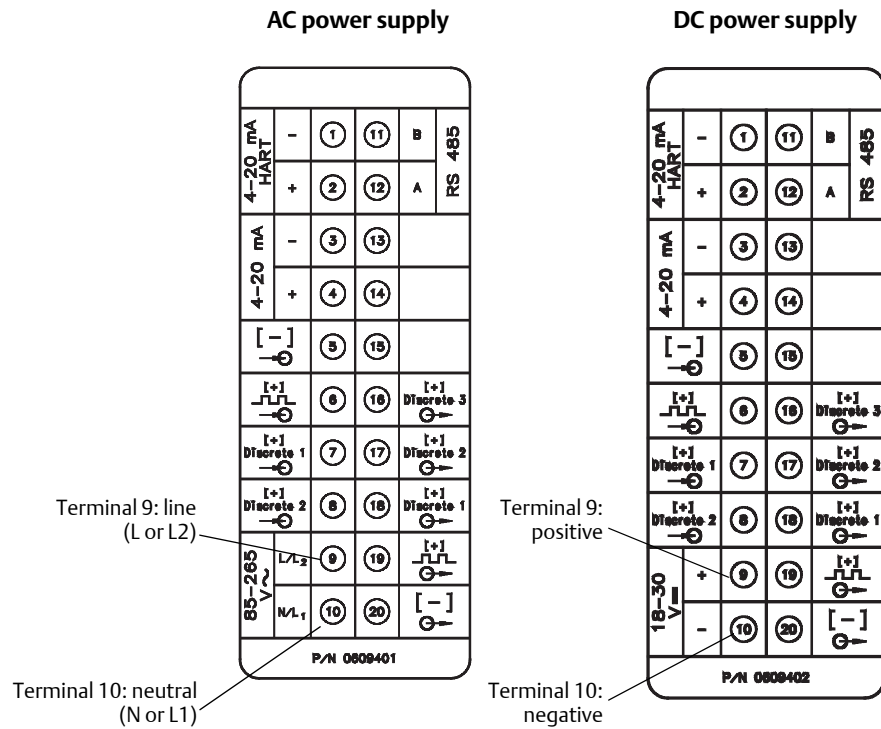 AC power supply
4–20 mA HART
-
1
11
B
RS 485
+
2
12
A
4–20 mA
-
3
13
+
4
14
[-]
5
15
[+]
6
16
[+]
Discrete 3
[+]
Discrete 1
7
17
[+]
Discrete 2
[+]
Discrete 2
8
18
[+]
Discrete 1
85–265 V
L/L2
9
19
[+]
N/L1
10
20
[-]
P/N 0609401
Terminal 9: line
(L or L2)
Terminal 10: neutral
(N or L1)
DC power supply
4–20 mA HART
-
1
11
B
RS 485
+
2
12
A
4–20 mA
-
3
13
+
4
14
[-]
5
15
[+]
6
16
[+]
Discrete 3
[+]
Discrete 1
7
17
[+]
Discrete 2
[+]
Discrete 2
8
18
[+]
Discrete 1
18–30 V
+
9
19
[+]
-
10
20
[-]
P/N 0609402
Terminal 9:
positive
Terminal 10:
negative